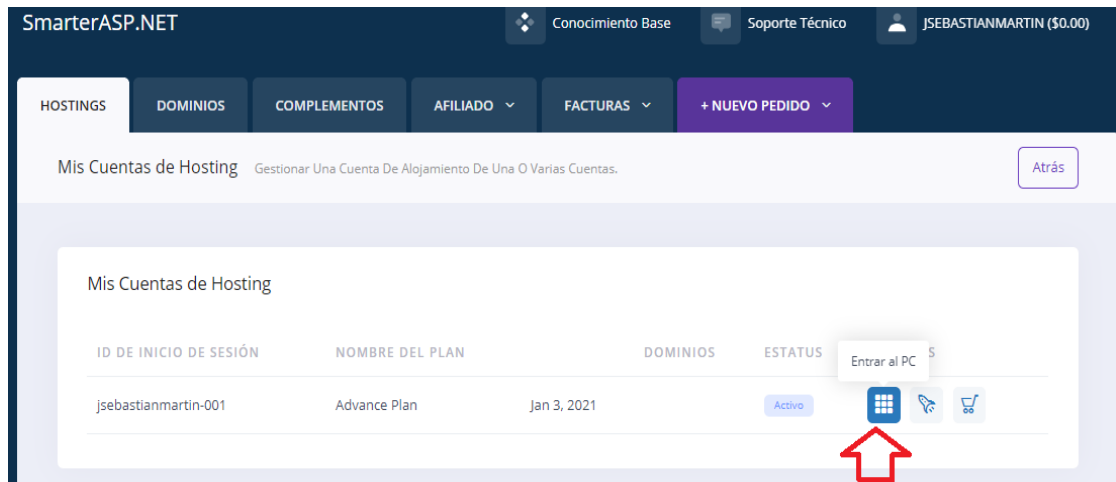 SmarterASP.NET
Conocimiento Base
Soporte Técnico
JSEBASTIANMARTIN ($0.00)
HOSTINGS
DOMINIOS
COMPLEMENTOS
AFILIADO
FACTURAS
+ NUEVO PEDIDO
Mis Cuentas de Hosting
Gestionar Una Cuenta De Alojamiento De Una O Varias Cuentas.
Atrás
Mis Cuentas de Hosting
ID DE INICIO DE SESIÓN
NOMBRE DEL PLAN
DOMINIOS
ESTATUS
Entrar al PC
jsebastianmartin-001
Advance Plan
Jan 3, 2021
Activo